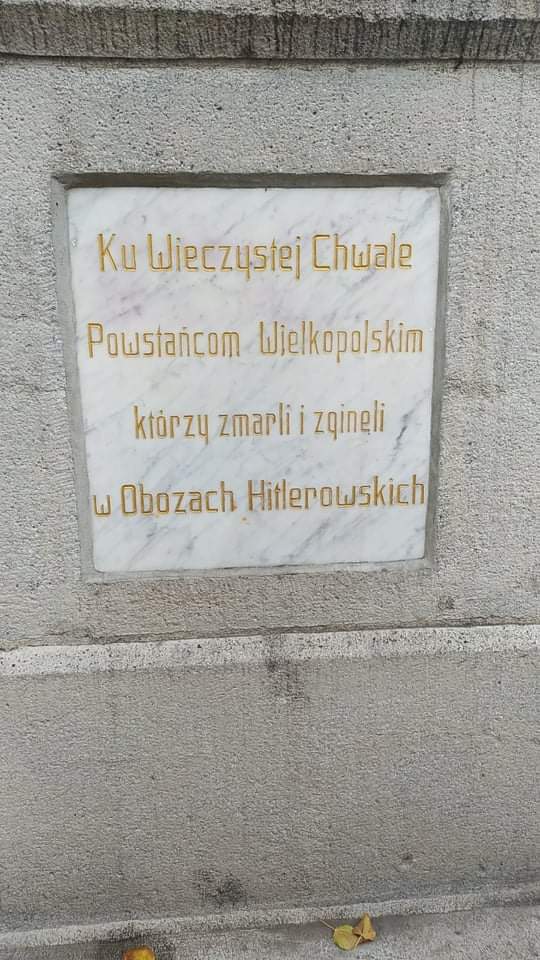 Ku Wieczystej Chwale
Powstańcom Wielkopolskim
którzy zmarli i zginęli
w Obozach Hitlerowskich